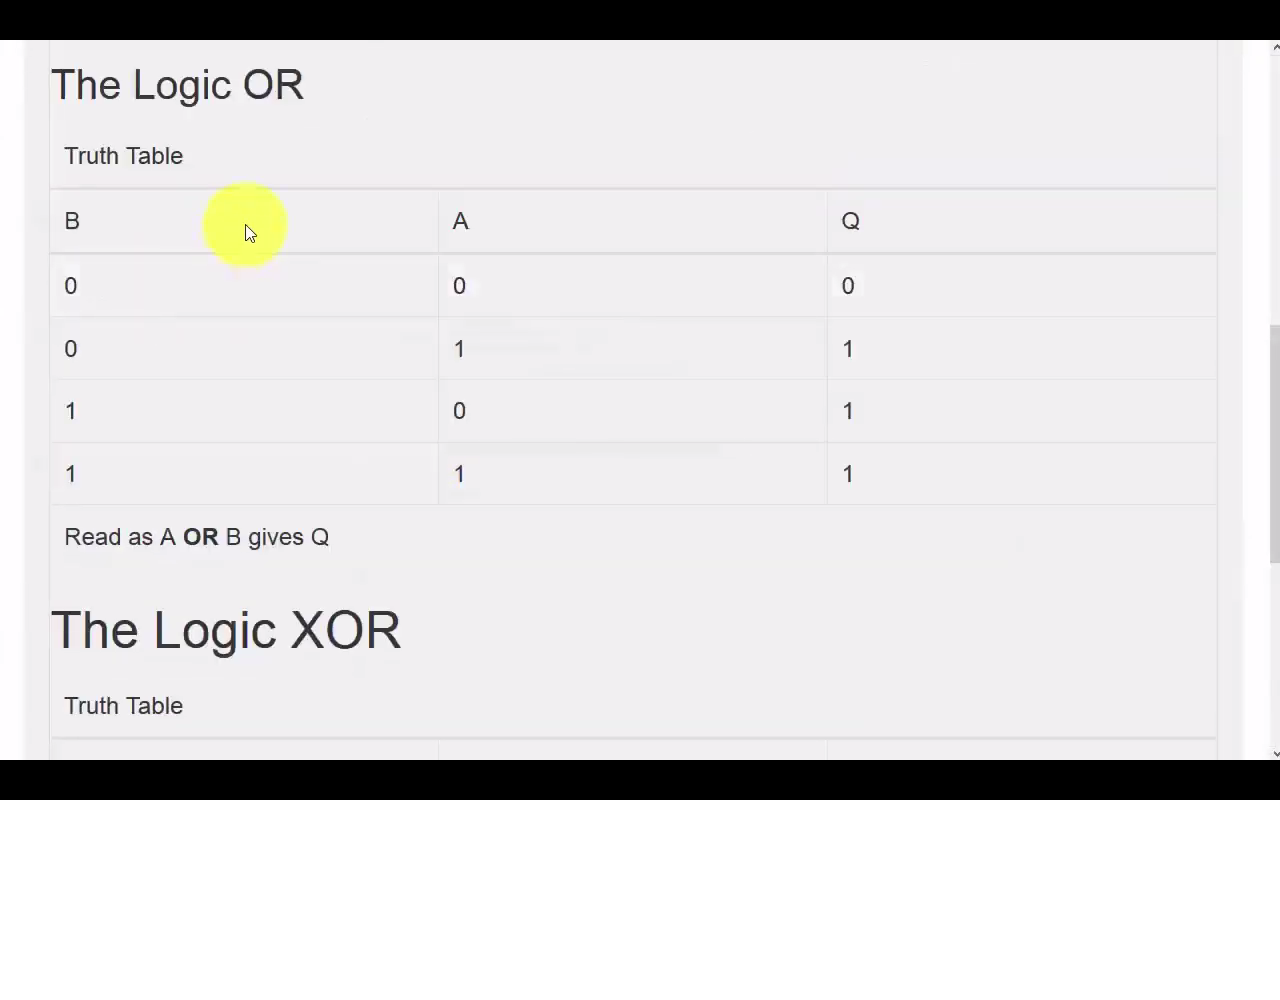 The Logic OR
Truth Table
B A Q
0 0 0
0 1 1
1 0 1
1 1 1
Read as A OR B gives Q
The Logic XOR
Truth Table